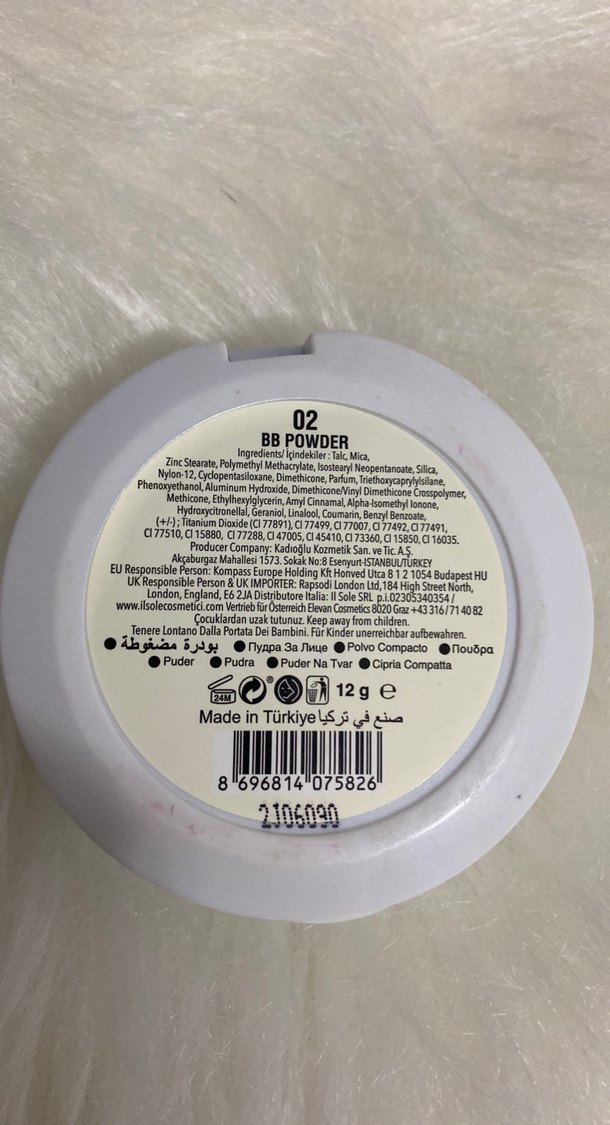 02
BB POWDER
Ingredients/ İçindekiler : Talc, Mica,
Zinc Stearate, Polymethyl Methacrylate, Isostearyl Neopentanoate, Silica,
Nylon-12, Cyclopentasiloxane, Dimethicone, Parfum, Triethoxycaprylylsilane,
Phenoxyethanol, Aluminum Hydroxide, Dimethicone/Vinyl Dimethicone Crosspolymer,
Methicone, Ethylhexylglycerin, Amyl Cinnamal, Alpha-Isomethyl Ionone,
Hydroxycitronellal, Geraniol, Linalool, Coumarin, Benzyl Benzoate,
(+/-) ; Titanium Dioxide (CI 77891), CI 77499, CI 77007, CI 77492, CI 77491,
CI 77510, CI 15880, CI 77288, CI 47005, CI 45410, CI 73360, CI 15850, CI 16035.
Producer Company: Kadıoğlu Kozmetik San. ve Tic. A.Ş.
Akçaburgaz Mahallesi 1573. Sokak No:8 Esenyurt-ISTANBUL/TURKEY
EU Responsible Person: Kompass Europe Holding Kft Honved Utca 8 1 2 1054 Budapest HU
UK Responsible Person & UK IMPORTER: Rapsodi London Ltd,184 High Street North,
London, England, E6 2JA Distributore Italia: Il Sole SRL p.i.02305340354 /
www.ilsolecosmetici.com Vertrieb für Österreich Elevan Cosmetics 8020 Graz +43 316 / 71 40 82
Çocuklardan uzak tutunuz. Keep away from children.
Tenere Lontano Dalla Portata Dei Bambini. Für Kinder unerreichbar aufbewahren.
● بودرة مضغوطة ● Пудра За Лице ● Polvo Compacto ● Πουδρα
● Puder ● Pudra ● Puder Na Tvar ● Cipria Compatta
24M ® 12 g ℮
Made in Türkiye صنع في تركيا
8 696814 075826
2J06090